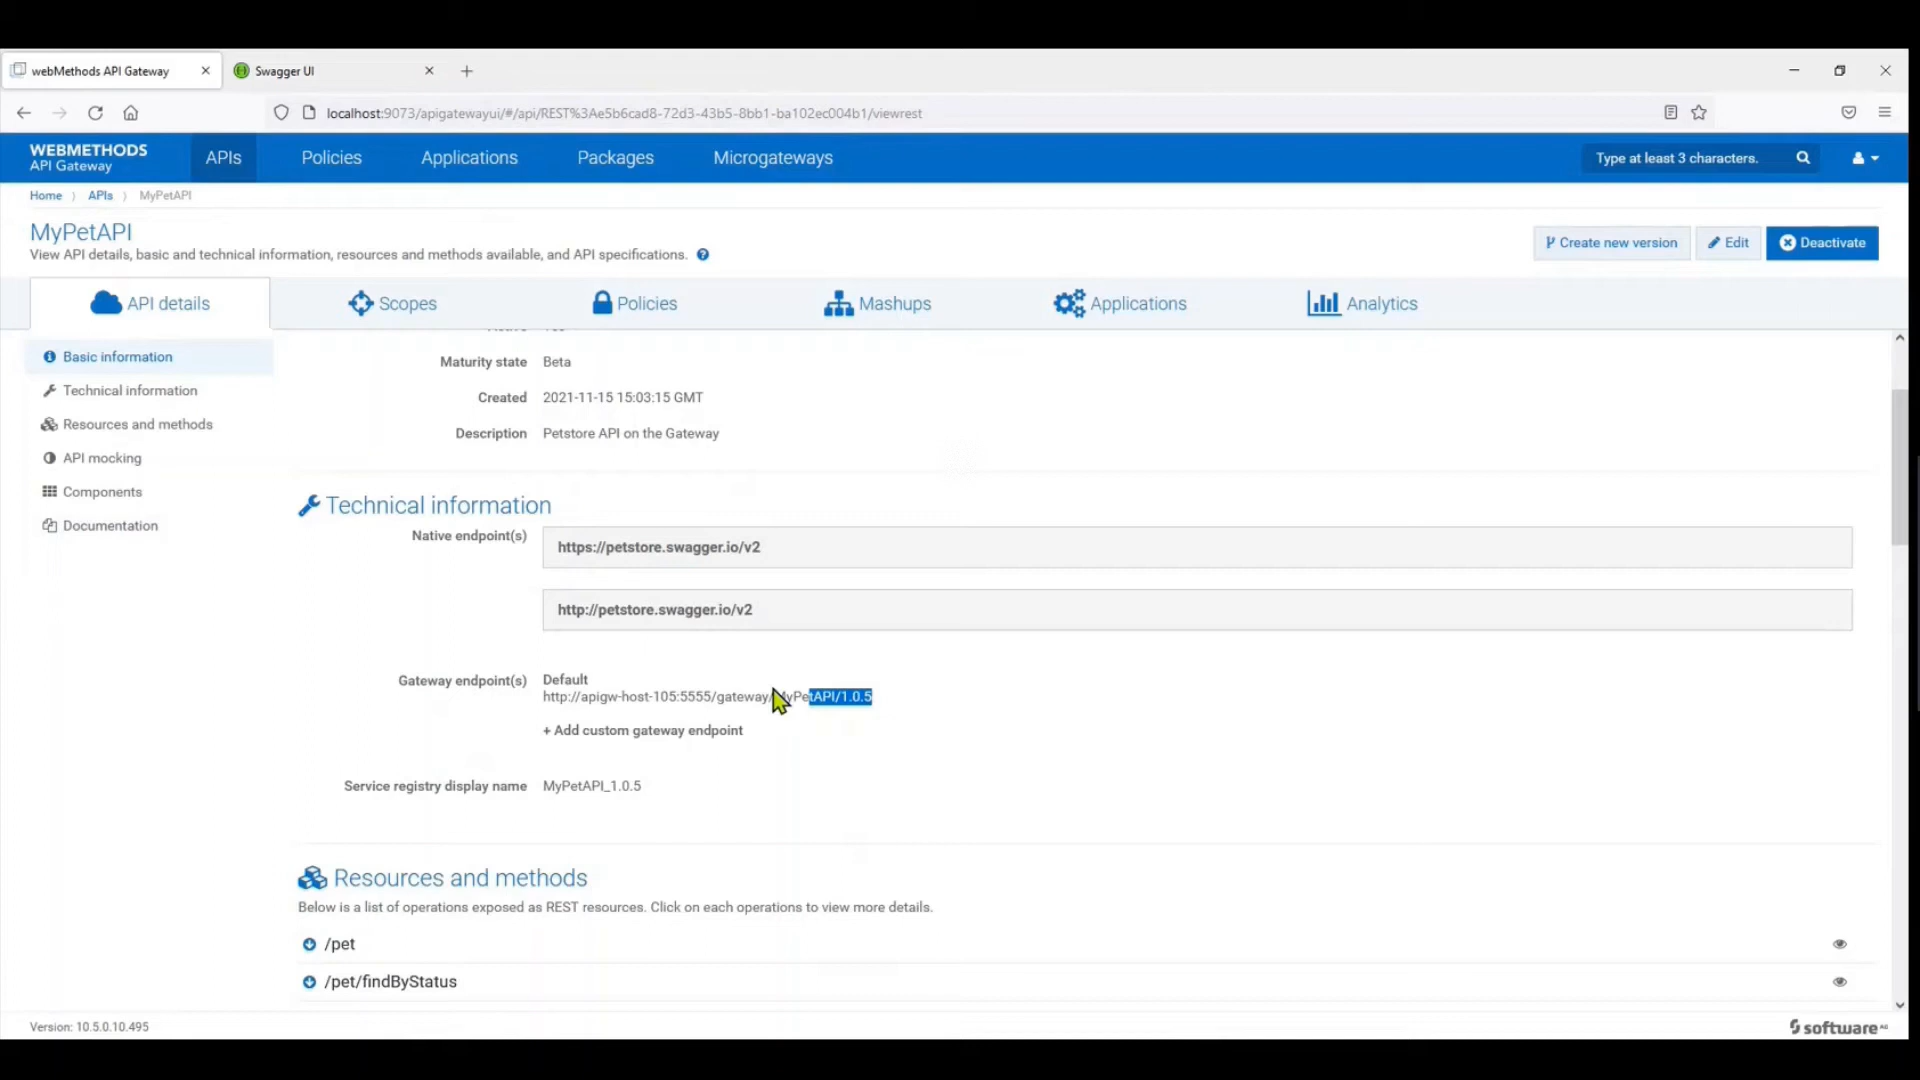 webMethods API Gateway
Swagger UI
localhost:9073/apigatewayui/#/api/REST%3Ae5b6cad8-72d3-43b5-8bb1-ba102ec004b1/viewrest
WEBMETHODS
API Gateway
APIs
Policies
Applications
Packages
Microgateways
Type at least 3 characters.
Home
APIs
MyPetAPI
MyPetAPI
View API details, basic and technical information, resources and methods available, and API specifications.
Create new version
Edit
Deactivate
API details
Scopes
Policies
Mashups
Applications
Analytics
Basic information
Technical information
Resources and methods
API mocking
Components
Documentation
Maturity state Beta
Created 2021-11-15 15:03:15 GMT
Description Petstore API on the Gateway
Technical information
Native endpoint(s)
https://petstore.swagger.io/v2
http://petstore.swagger.io/v2
Gateway endpoint(s) Default
http://apigw-host-105:5555/gateway/MyPetAPI/1.0.5
+ Add custom gateway endpoint
Service registry display name MyPetAPI_1.0.5
Resources and methods
Below is a list of operations exposed as REST resources. Click on each operations to view more details.
/pet
/pet/findByStatus
Version: 10.5.0.10.495
software AG